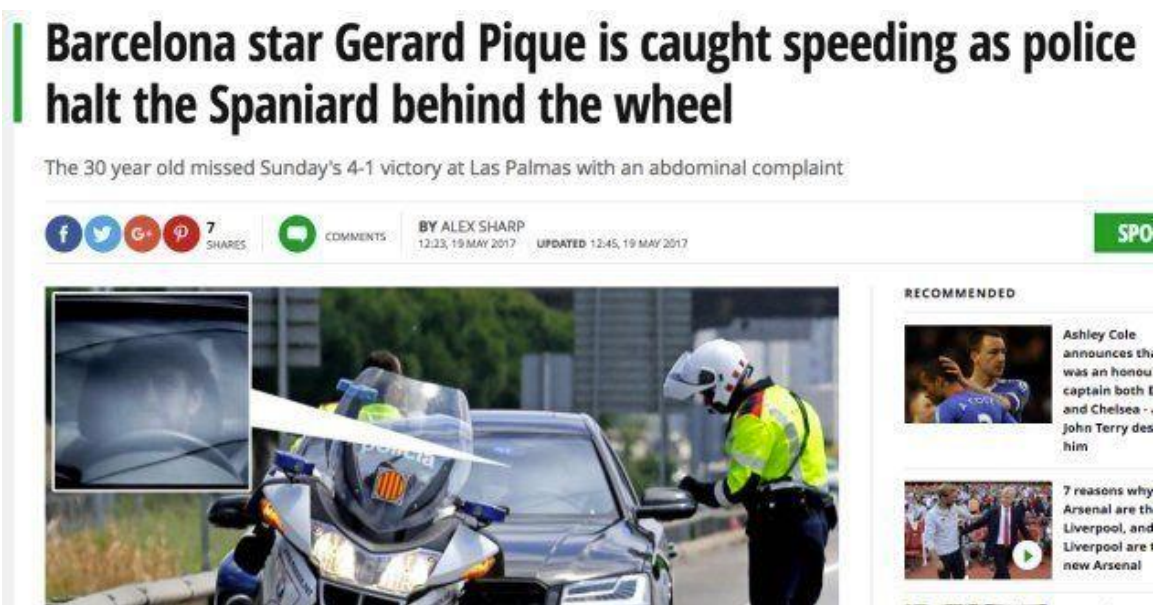 Barcelona star Gerard Pique is caught speeding as police
halt the Spaniard behind the wheel
The 30 year old missed Sunday's 4-1 victory at Las Palmas with an abdominal complaint
f G+ 7
SHARES
COMMENTS
BY ALEX SHARP
12:23, 19 MAY 2017 UPDATED 12:45, 19 MAY 2017
SPO
policia
RECOMMENDED
A.COLE
Ashley Cole
announces tha
was an honou
captain both E
and Chelsea -
John Terry des
him
7 reasons why
Arsenal are th
Liverpool, and
Liverpool are t
new Arsenal